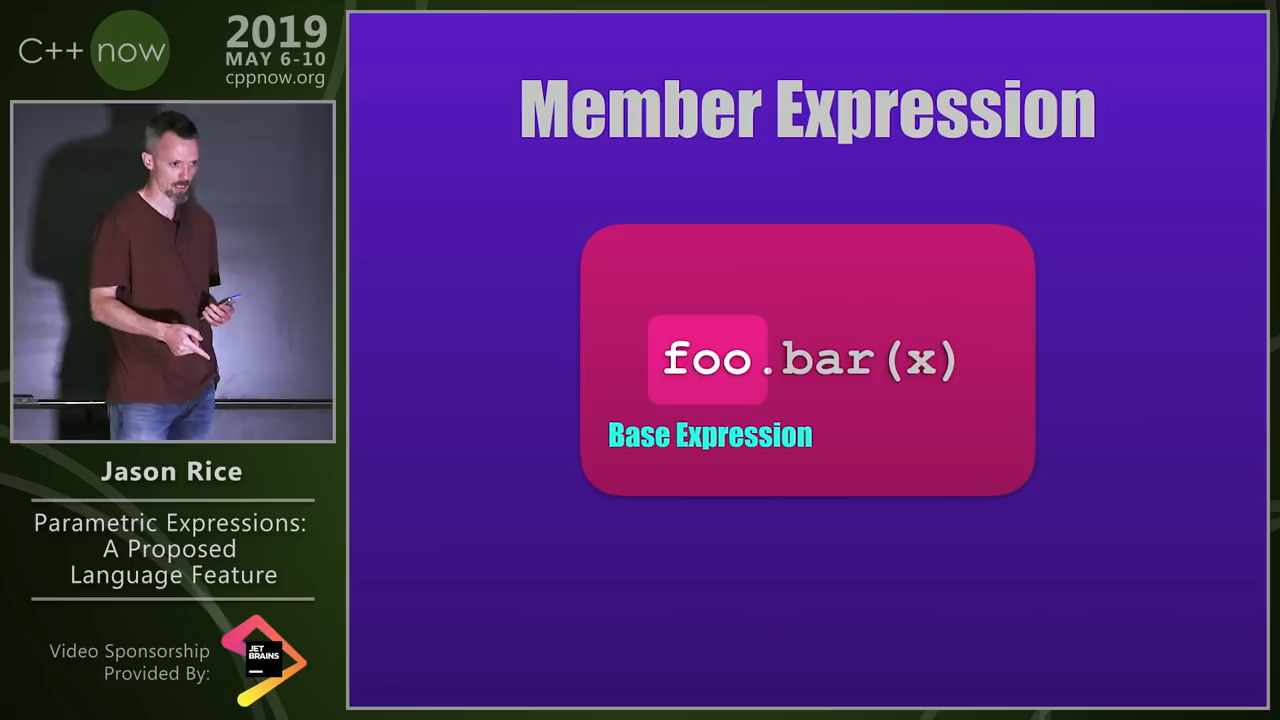 C++ now
2019
MAY 6-10
cppnow.org
Jason Rice
Parametric Expressions:
A Proposed
Language Feature
Video Sponsorship
Provided By:
JET
BRAINS
Member Expression
foo.bar(x)
Base Expression